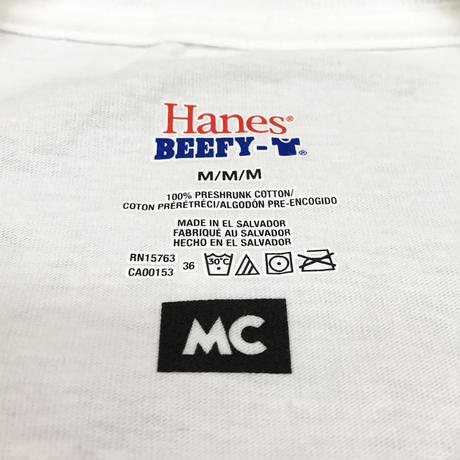 Hanes®
BEEFY-T®
M/M/M
100% PRESHRUNK COTTON/
COTON PRÉRÉTRÉCI/ALGODÓN PRE-ENCOGIDO
MADE IN EL SALVADOR
FABRIQUÉ AU SALVADOR
HECHO EN EL SALVADOR
RN15763
CA00153 36 30°C
MC